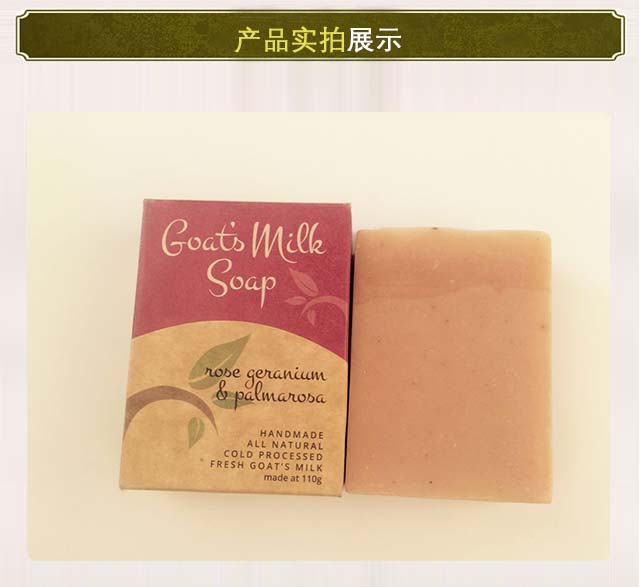 产品实拍展示
Goat's Milk
Soap
rose geranium
& palmarosa
HANDMADE
ALL NATURAL
COLD PROCESSED
FRESH GOAT'S MILK
made at 110g